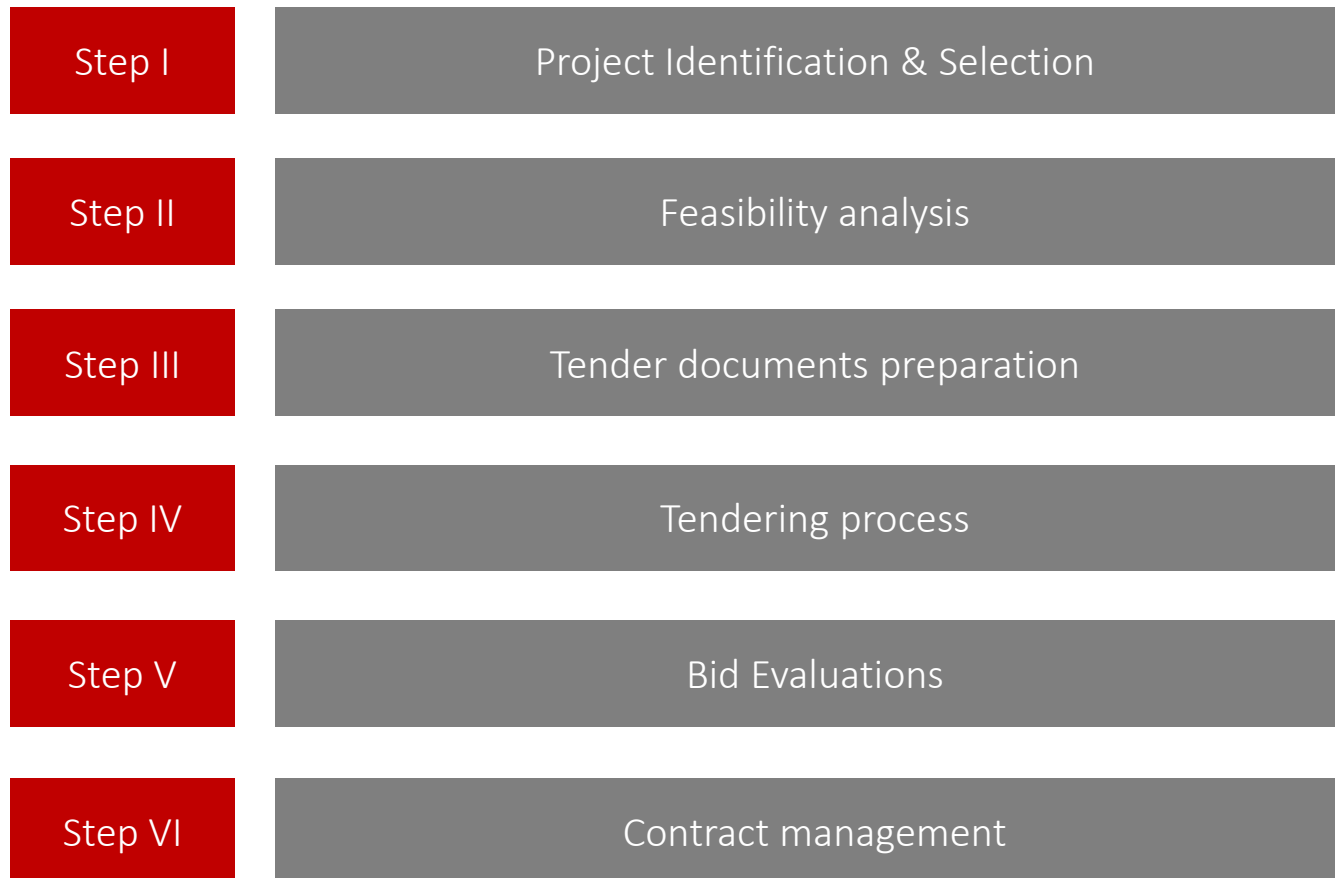 Step I
Project Identification & Selection
Step II
Feasibility analysis
Step III
Tender documents preparation
Step IV
Tendering process
Step V
Bid Evaluations
Step VI
Contract management